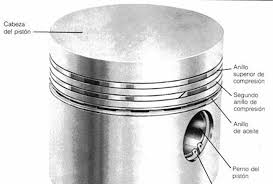 Cabeza
del pistón
Anillo
superior de
compresión
Segundo
anillo de
compresión
Anillo
de aceite
Perno del
pistón